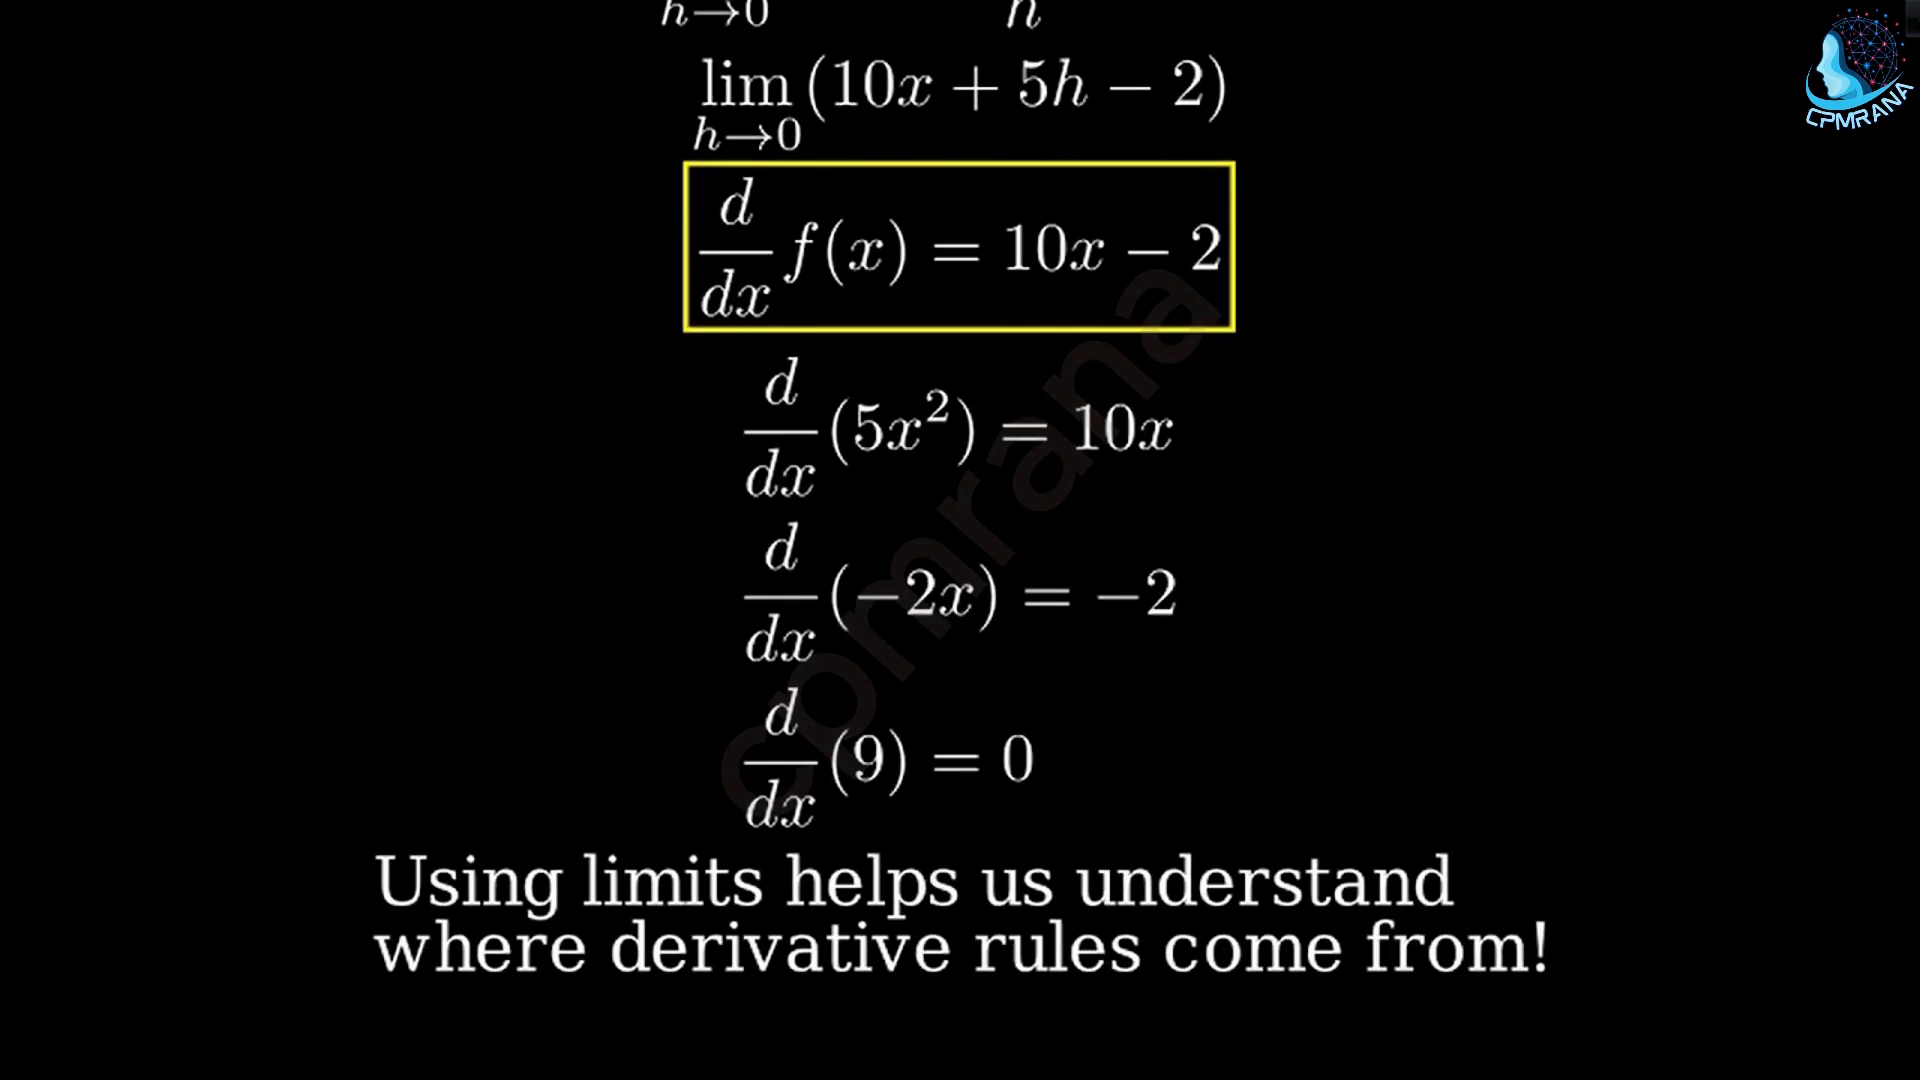 h→0 h
lim (10x + 5h − 2)
h→0
d/dx f(x) = 10x − 2
d/dx (5x²) = 10x
d/dx (−2x) = −2
d/dx (9) = 0
Using limits helps us understand
where derivative rules come from!
CPMRANA
cpmrana